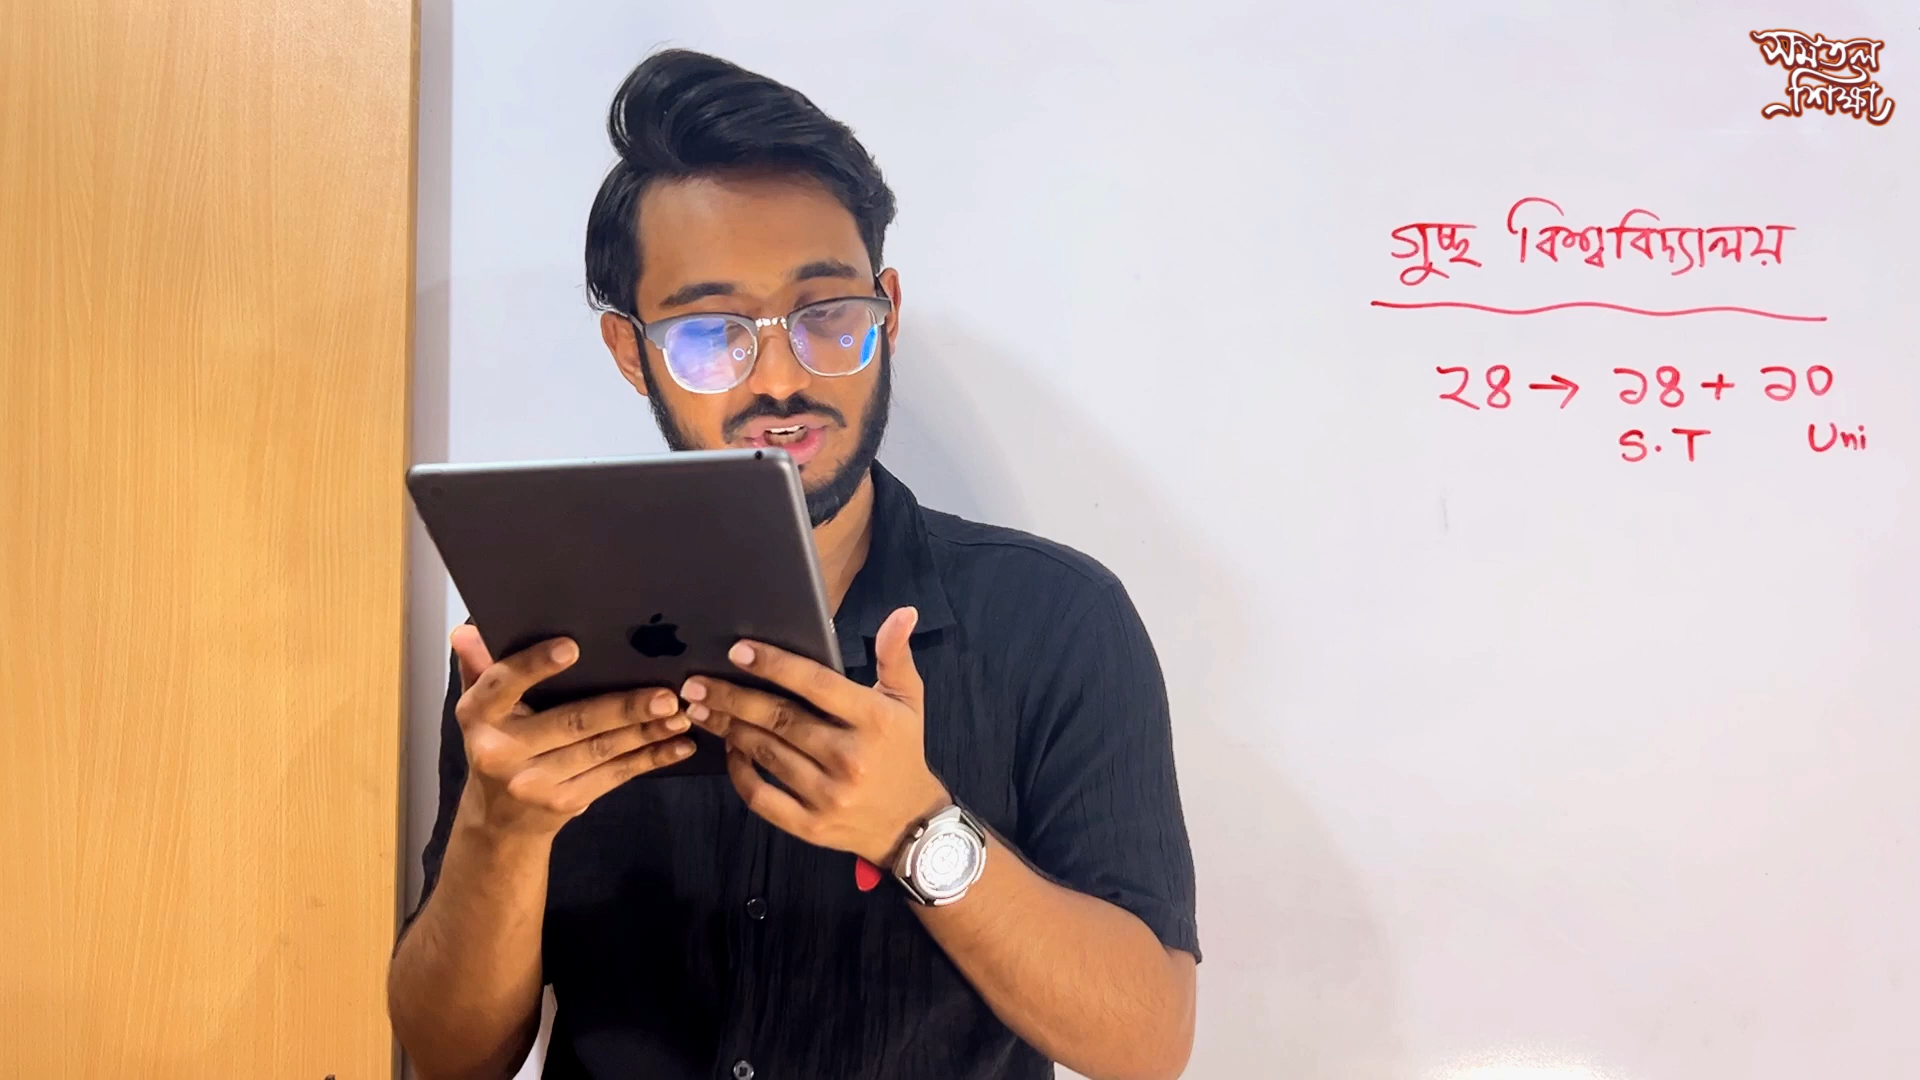 সমতল
শিক্ষা
গুচ্ছ বিশ্ববিদ্যালয়
২৪ → ১৪ + ১০
S.T Uni